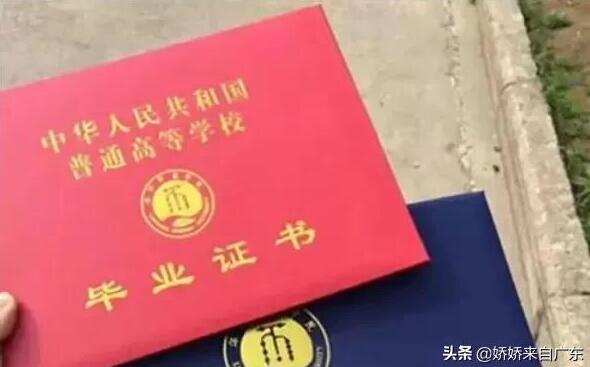 中华人民共和国
普通高等学校
毕业证书
头条 @娇娇来自广东